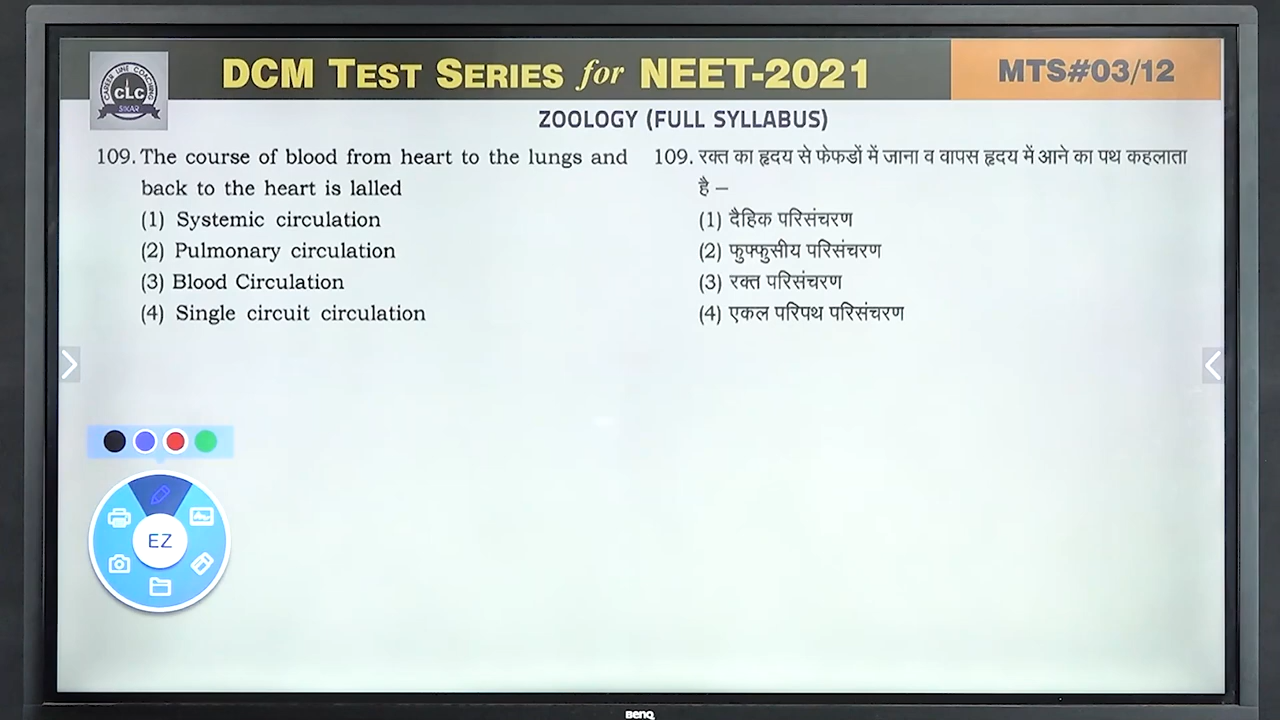 DCM TEST SERIES for NEET-2021
MTS#03/12
CAREER LINE COACHING
CLC
SIKAR
ZOOLOGY (FULL SYLLABUS)
109. The course of blood from heart to the lungs and
back to the heart is lalled
(1) Systemic circulation
(2) Pulmonary circulation
(3) Blood Circulation
(4) Single circuit circulation
109. रक्त का हृदय से फेफडों में जाना व वापस हृदय में आने का पथ कहलाता
है –
(1) दैहिक परिसंचरण
(2) फुफ्फुसीय परिसंचरण
(3) रक्त परिसंचरण
(4) एकल परिपथ परिसंचरण
EZ
BenQ